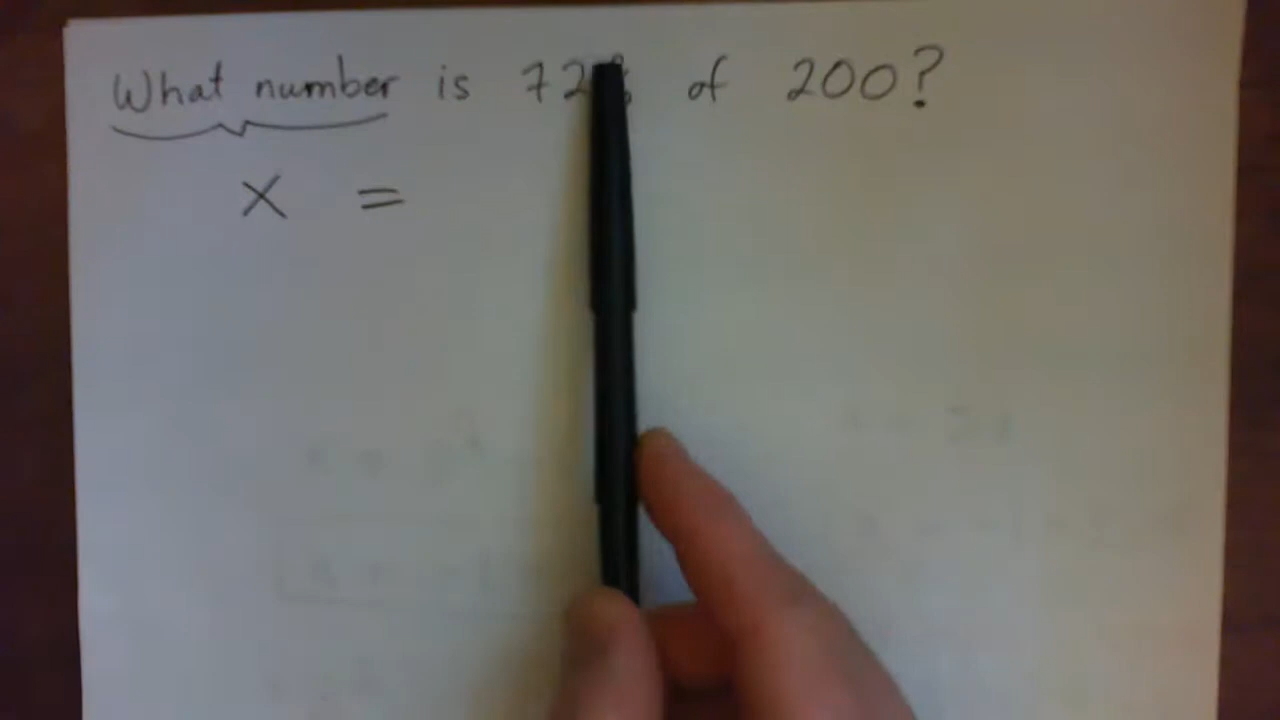 What number is 72% of 200?
x =